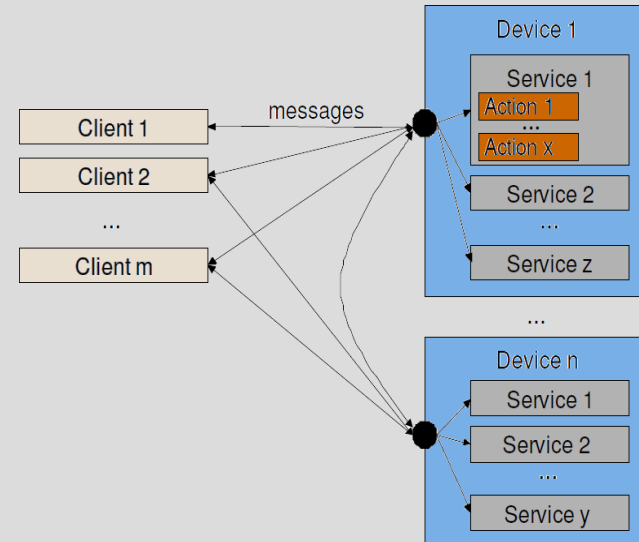 Device 1
Service 1
Action 1
...
Action x
Service 2
...
Service z
messages
Client 1
Client 2
...
Client m
...
Device n
Service 1
Service 2
...
Service y